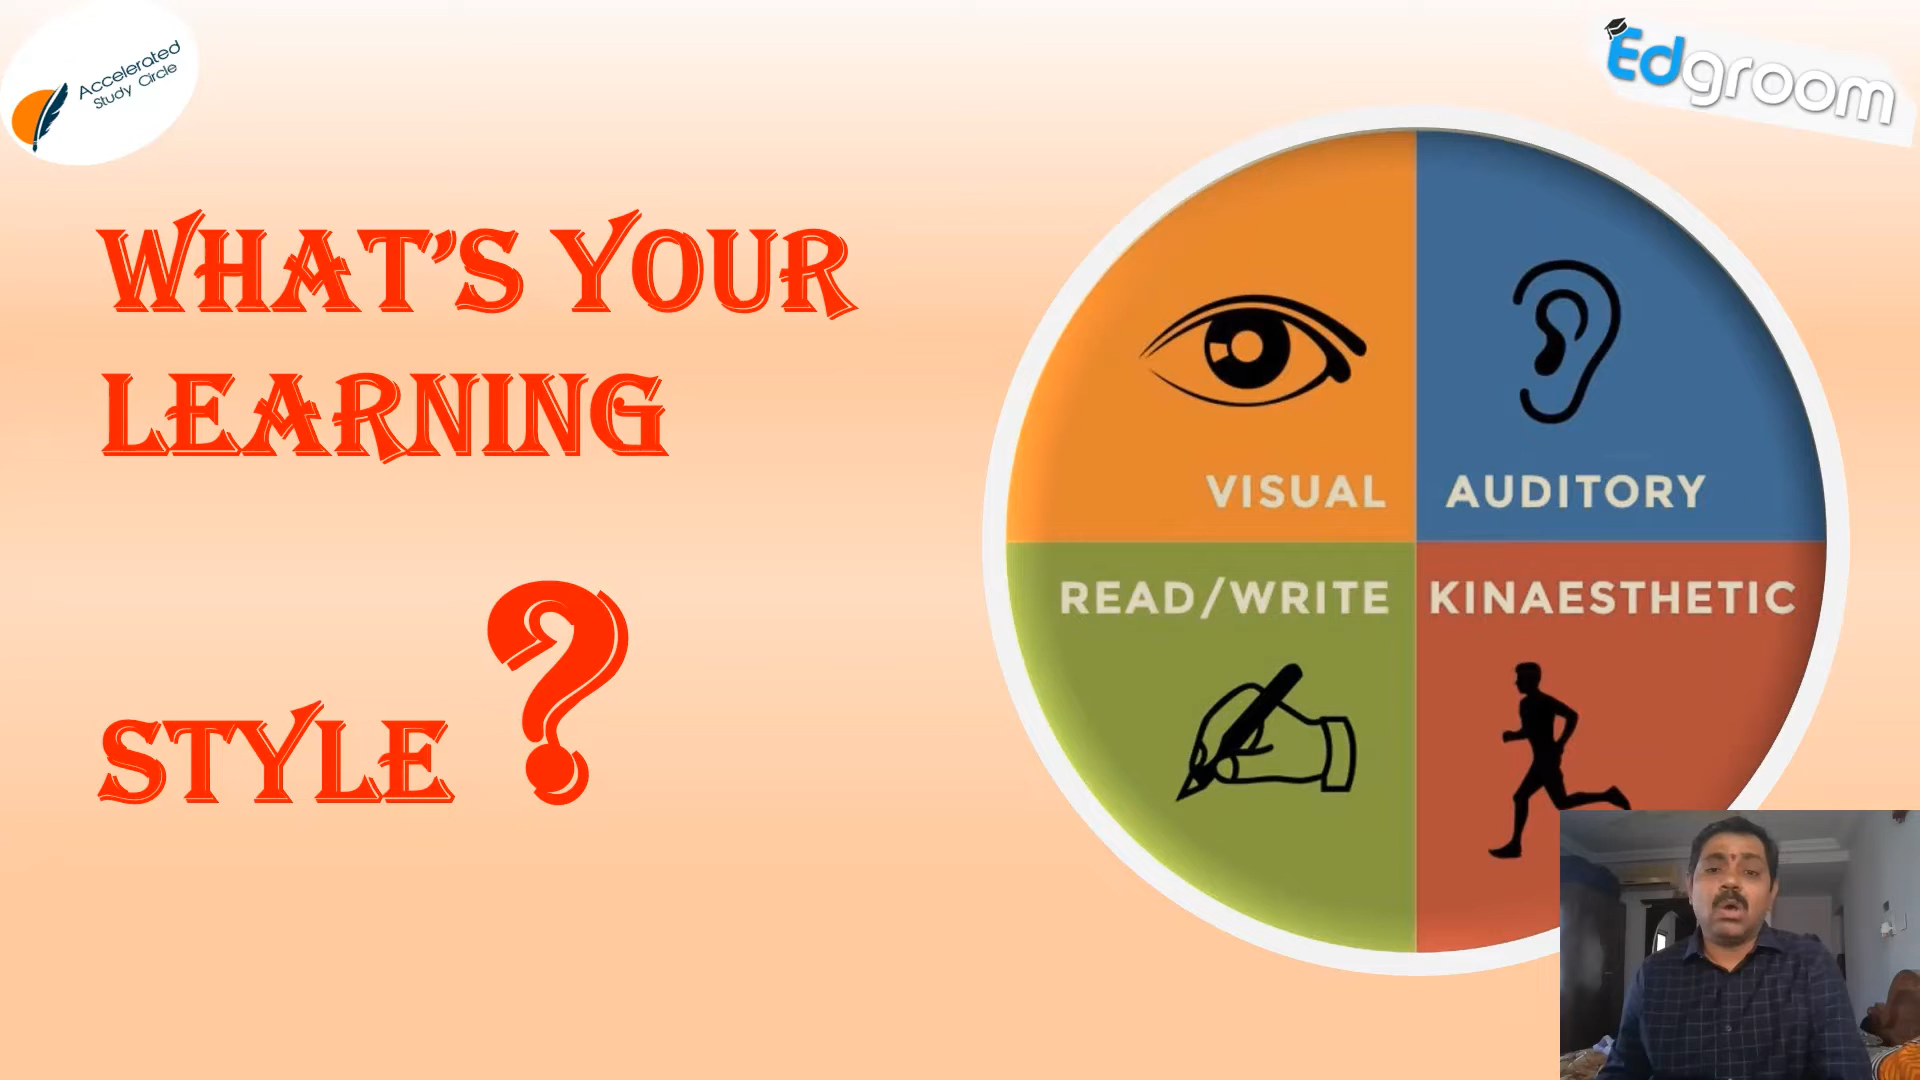 Accelerated
Study Circle
Edgroom
WHAT'S YOUR
LEARNING
STYLE ?
VISUAL
AUDITORY
READ/WRITE
KINAESTHETIC